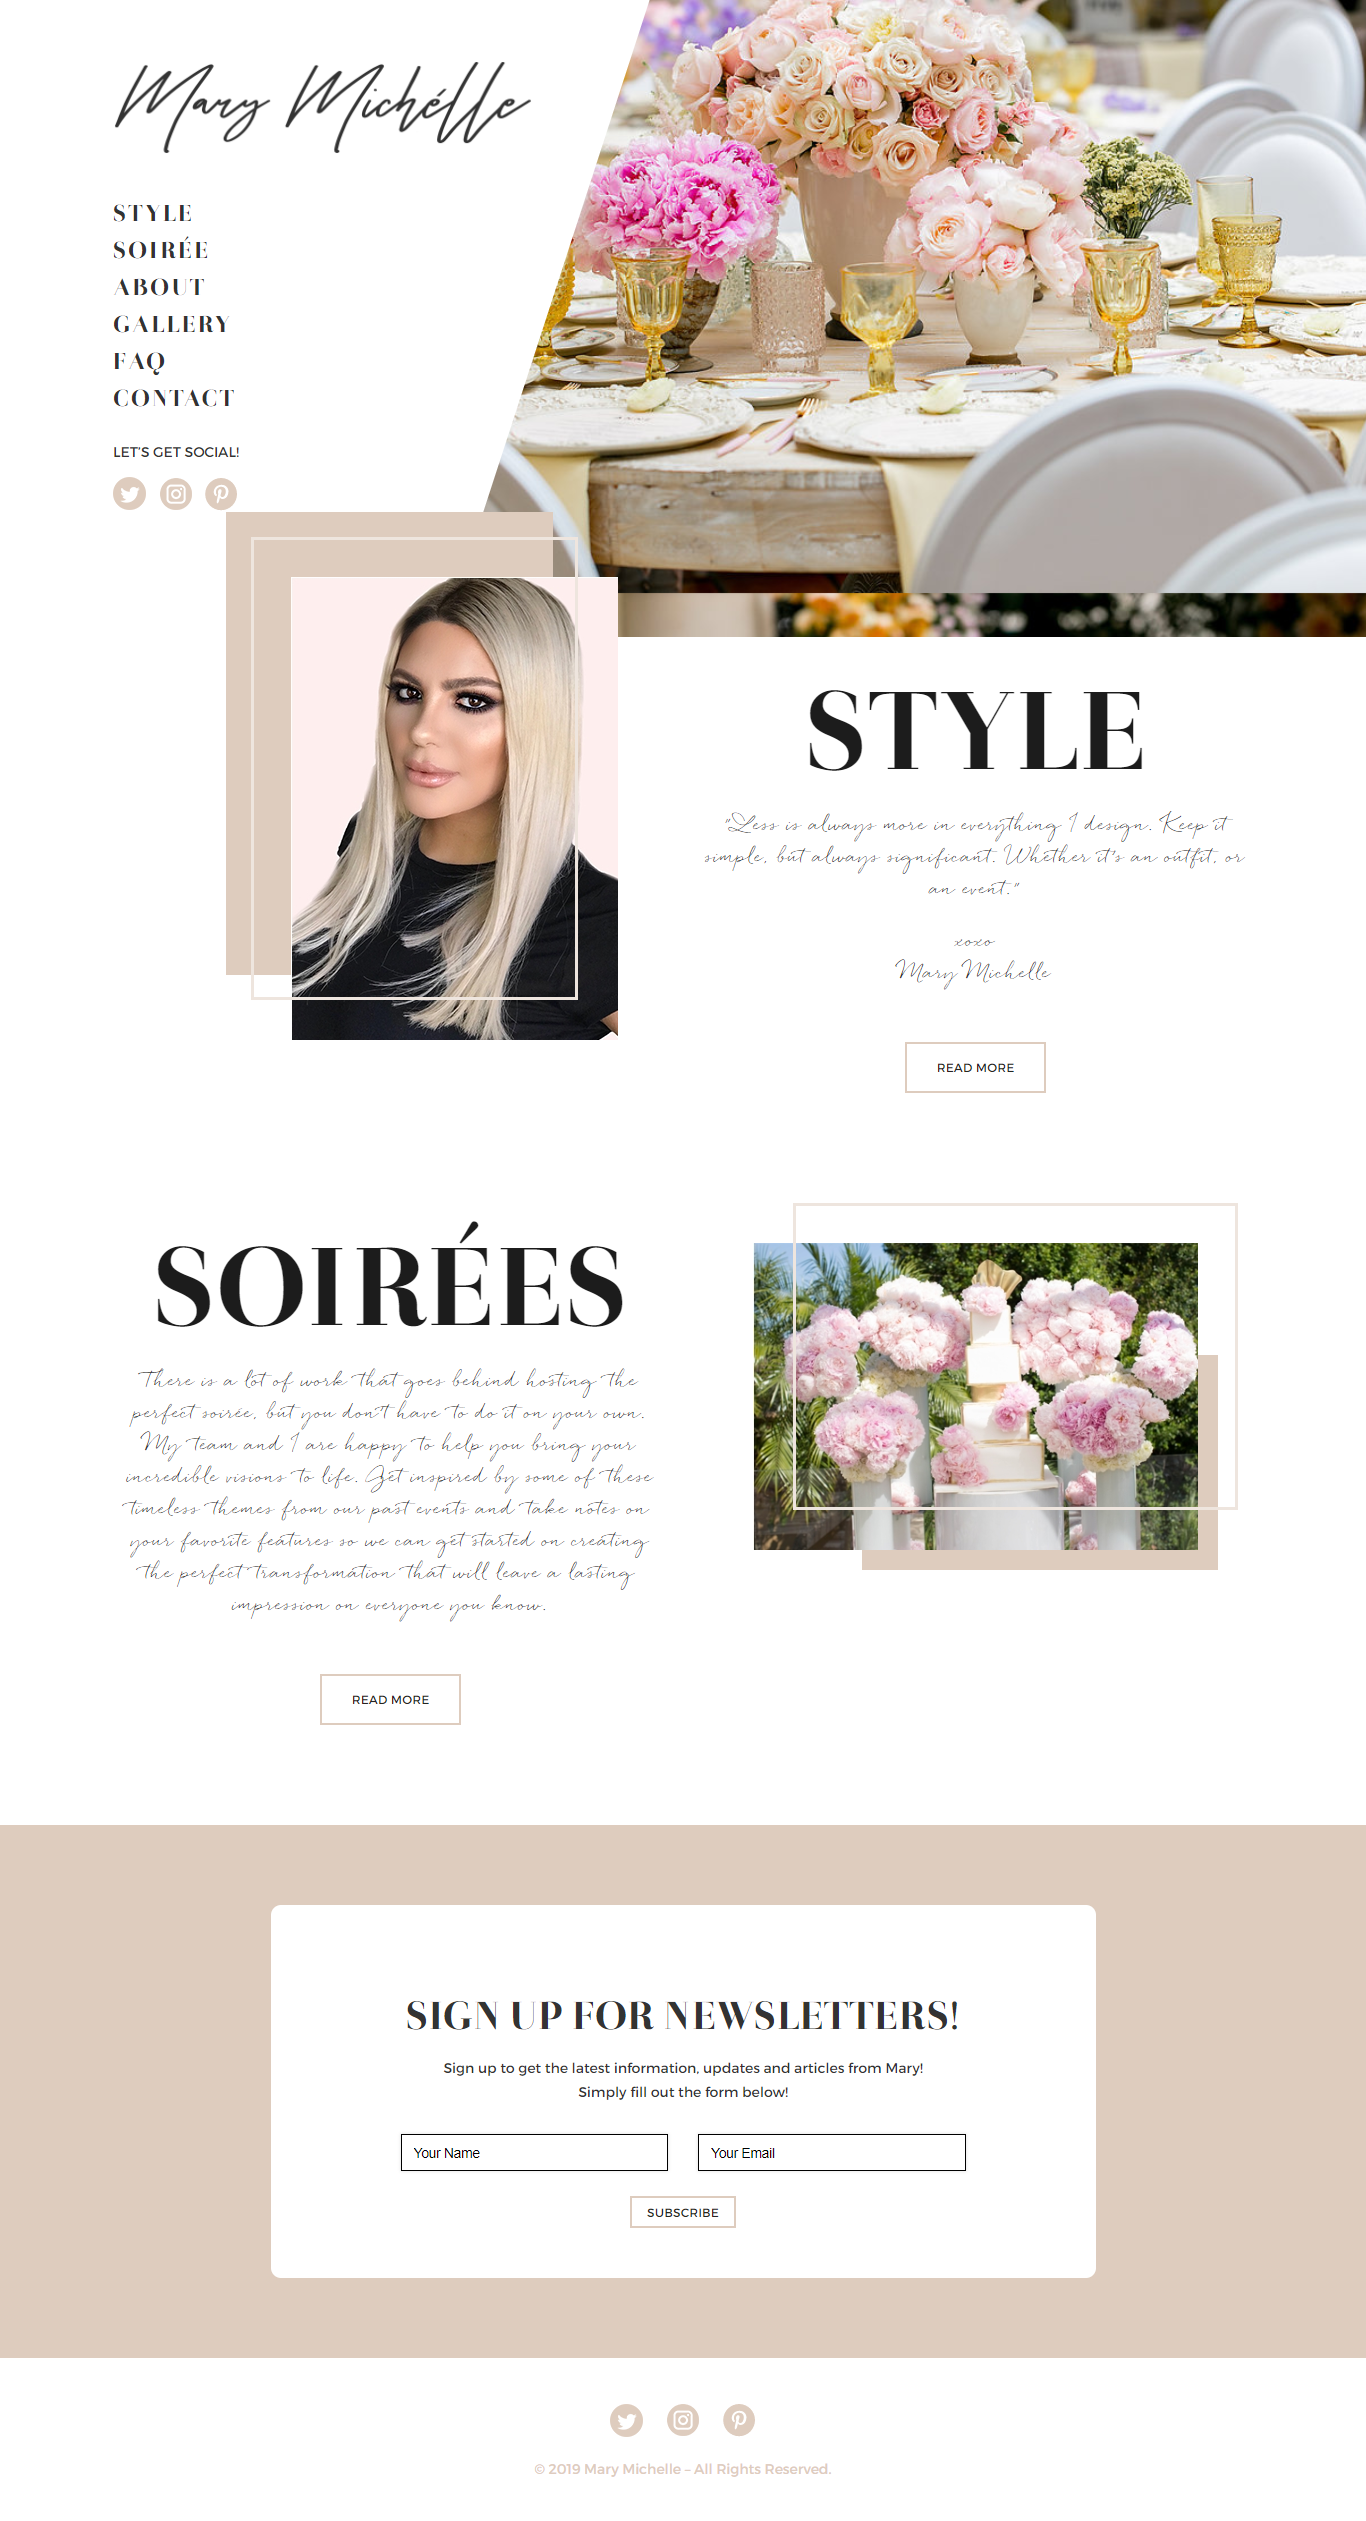 Mary Michélle
STYLE
SOIRÉE
ABOUT
GALLERY
FAQ
CONTACT
LET'S GET SOCIAL!
STYLE
"Less is always more in everything I design. Keep it
simple, but always significant. Whether it's an outfit, or
an event."
xoxo
Mary Michelle
READ MORE
SOIRÉES
There is a lot of work that goes behind hosting the
perfect soirée, but you don't have to do it on your own.
My team and I are happy to help you bring your
incredible visions to life. Get inspired by some of these
timeless themes from our past events and take notes on
your favorite features so we can get started on creating
the perfect transformation that will leave a lasting
impression on everyone you know.
READ MORE
SIGN UP FOR NEWSLETTERS!
Sign up to get the latest information, updates and articles from Mary!
Simply fill out the form below!
Your Name
Your Email
SUBSCRIBE
© 2019 Mary Michelle – All Rights Reserved.